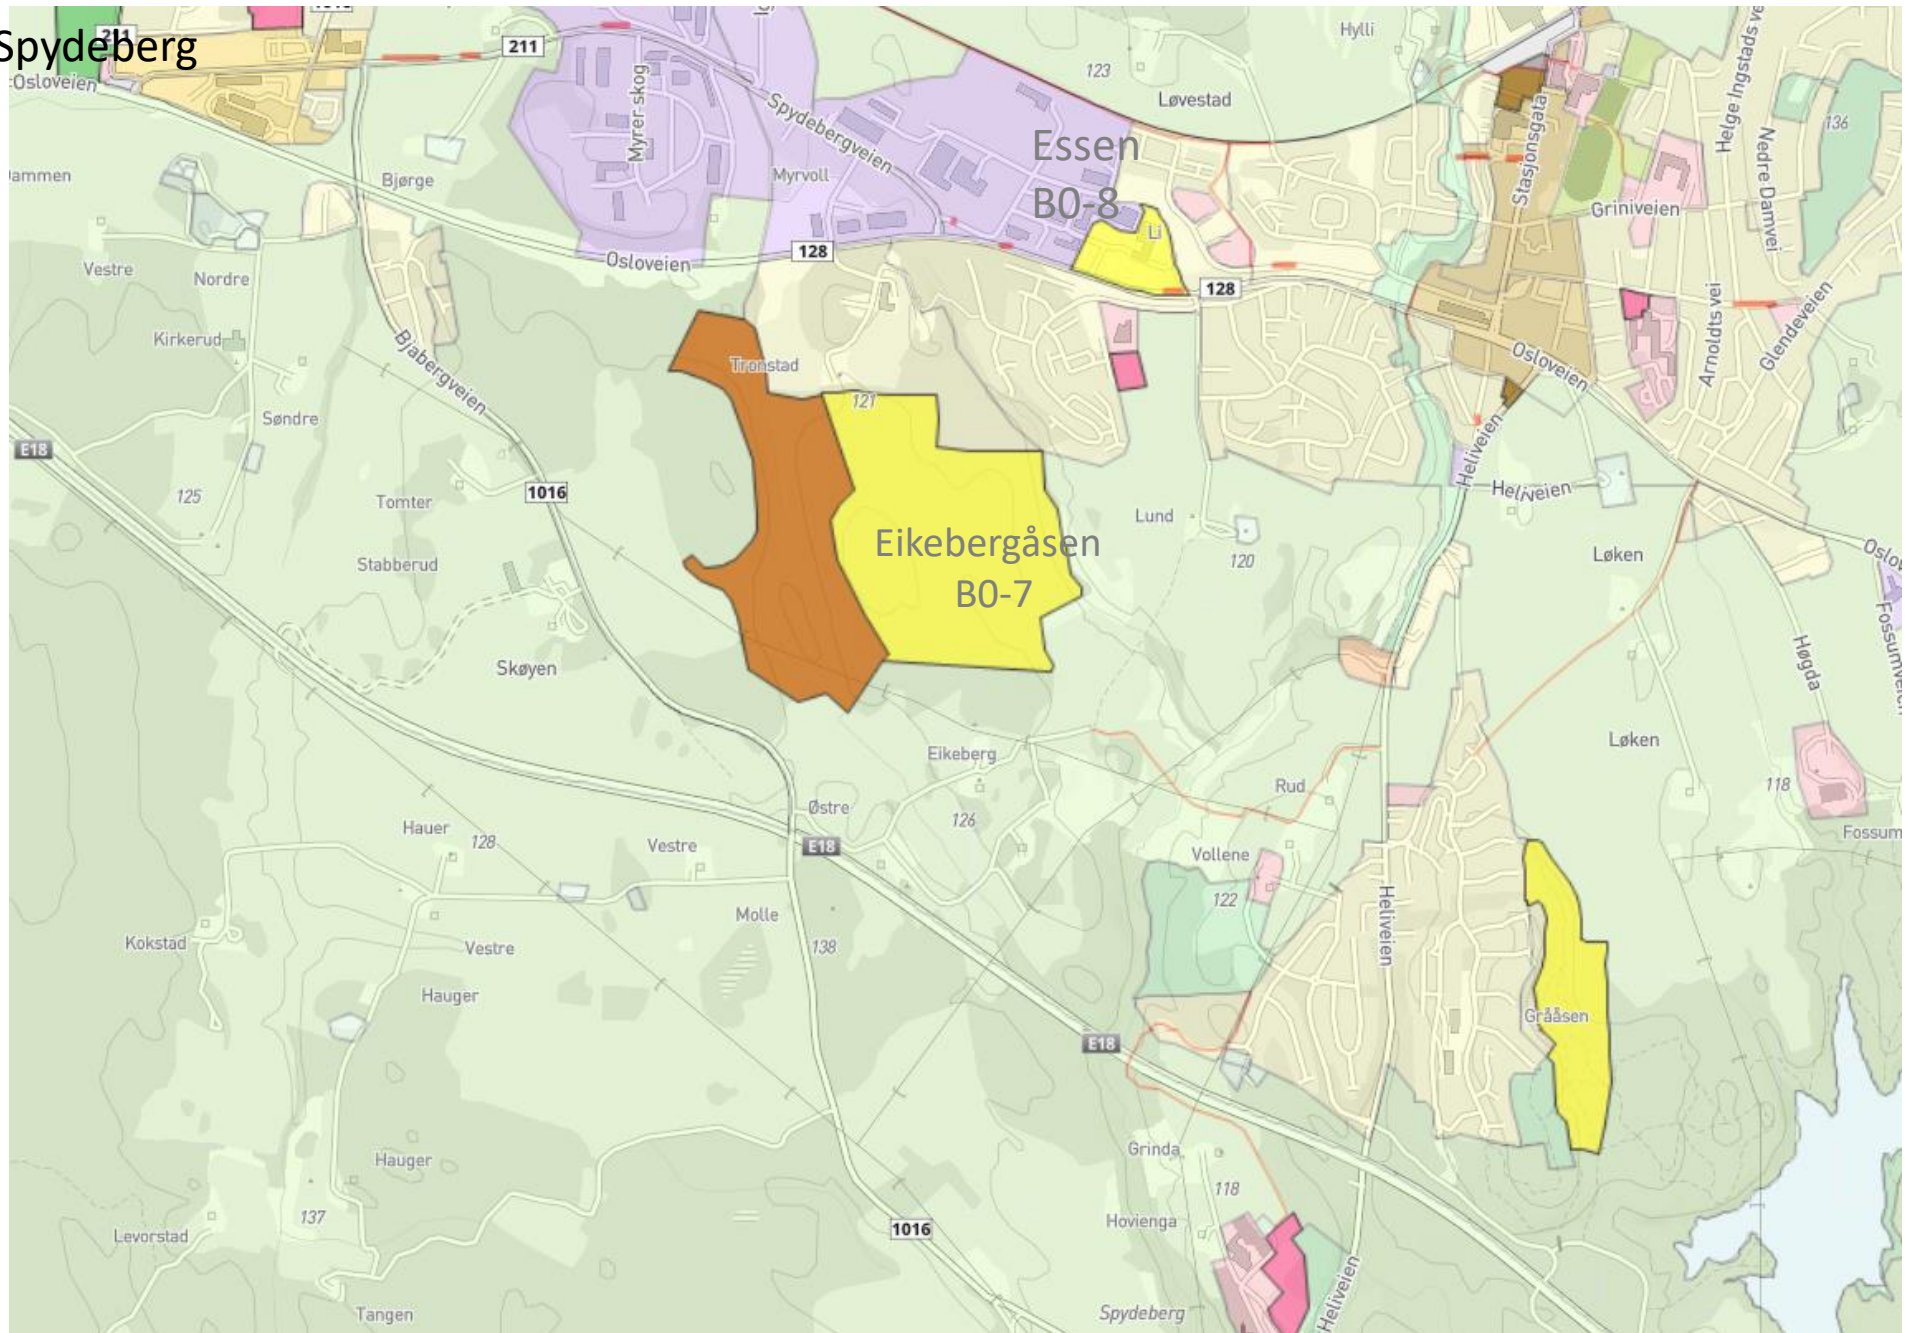 Spydeberg
211
Osloveien
211
Myrer skog
Spydebergveien
123
Løvestad
Hylli
Helge Ingstads ve
136
Stasjonsgata
Nedre Damvei
Griniveien
Essen
B0-8
Li
Myrvoll
Bjørge
Vestre
Nordre
Osloveien
128
128
Kirkerud
Bjabergveien
Tronstad
121
Osloveien
Arnoldts vei
Glendeveien
Søndre
E18
125
Tomter
1016
Heliveien
Heliveien
Lund
120
Stabberud
Eikebergåsen
B0-7
Løken
Oslov
Fossumveien
Høgda
Skøyen
Eikeberg
Løken
Rud
118
Østre
126
Hauer
128
Vestre
E18
Vollene
Fossum
122
Heliveien
Molle
Kokstad
Vestre
138
Hauger
Grååsen
E18
Hauger
Grinda
118
137
Levorstad
1016
Hovienga
Heliveien
Tangen
Spydeberg